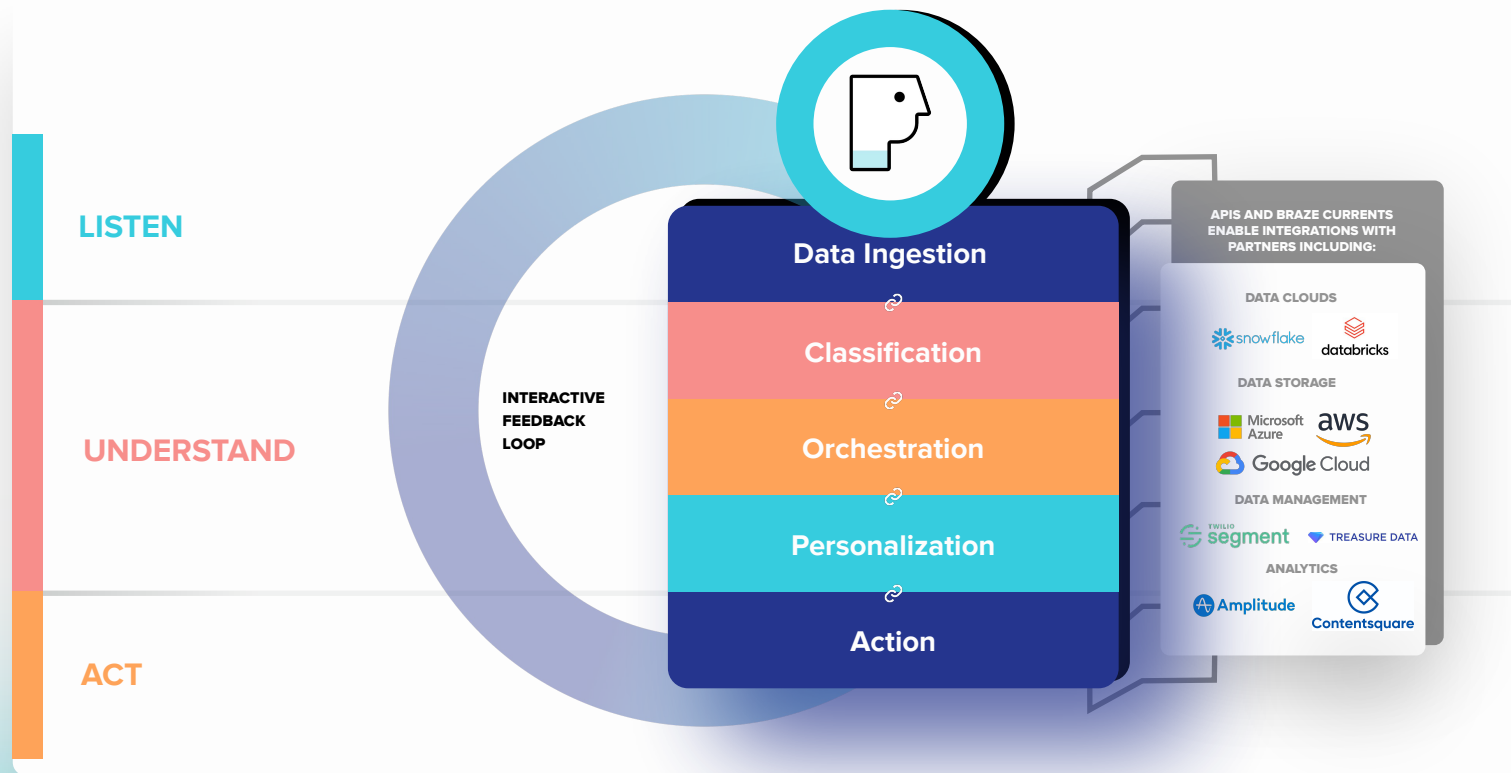 LISTEN
UNDERSTAND
ACT
INTERACTIVE
FEEDBACK
LOOP
Data Ingestion
Classification
Orchestration
Personalization
Action
APIS AND BRAZE CURRENTS
ENABLE INTEGRATIONS WITH
PARTNERS INCLUDING:
DATA CLOUDS
snowflake
databricks
DATA STORAGE
Microsoft
Azure
aws
Google Cloud
DATA MANAGEMENT
TWILIO
segment
TREASURE DATA
ANALYTICS
Amplitude
Contentsquare